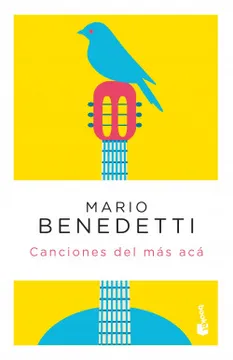 MARIO
BENEDETTI
Canciones del más acá
Booket